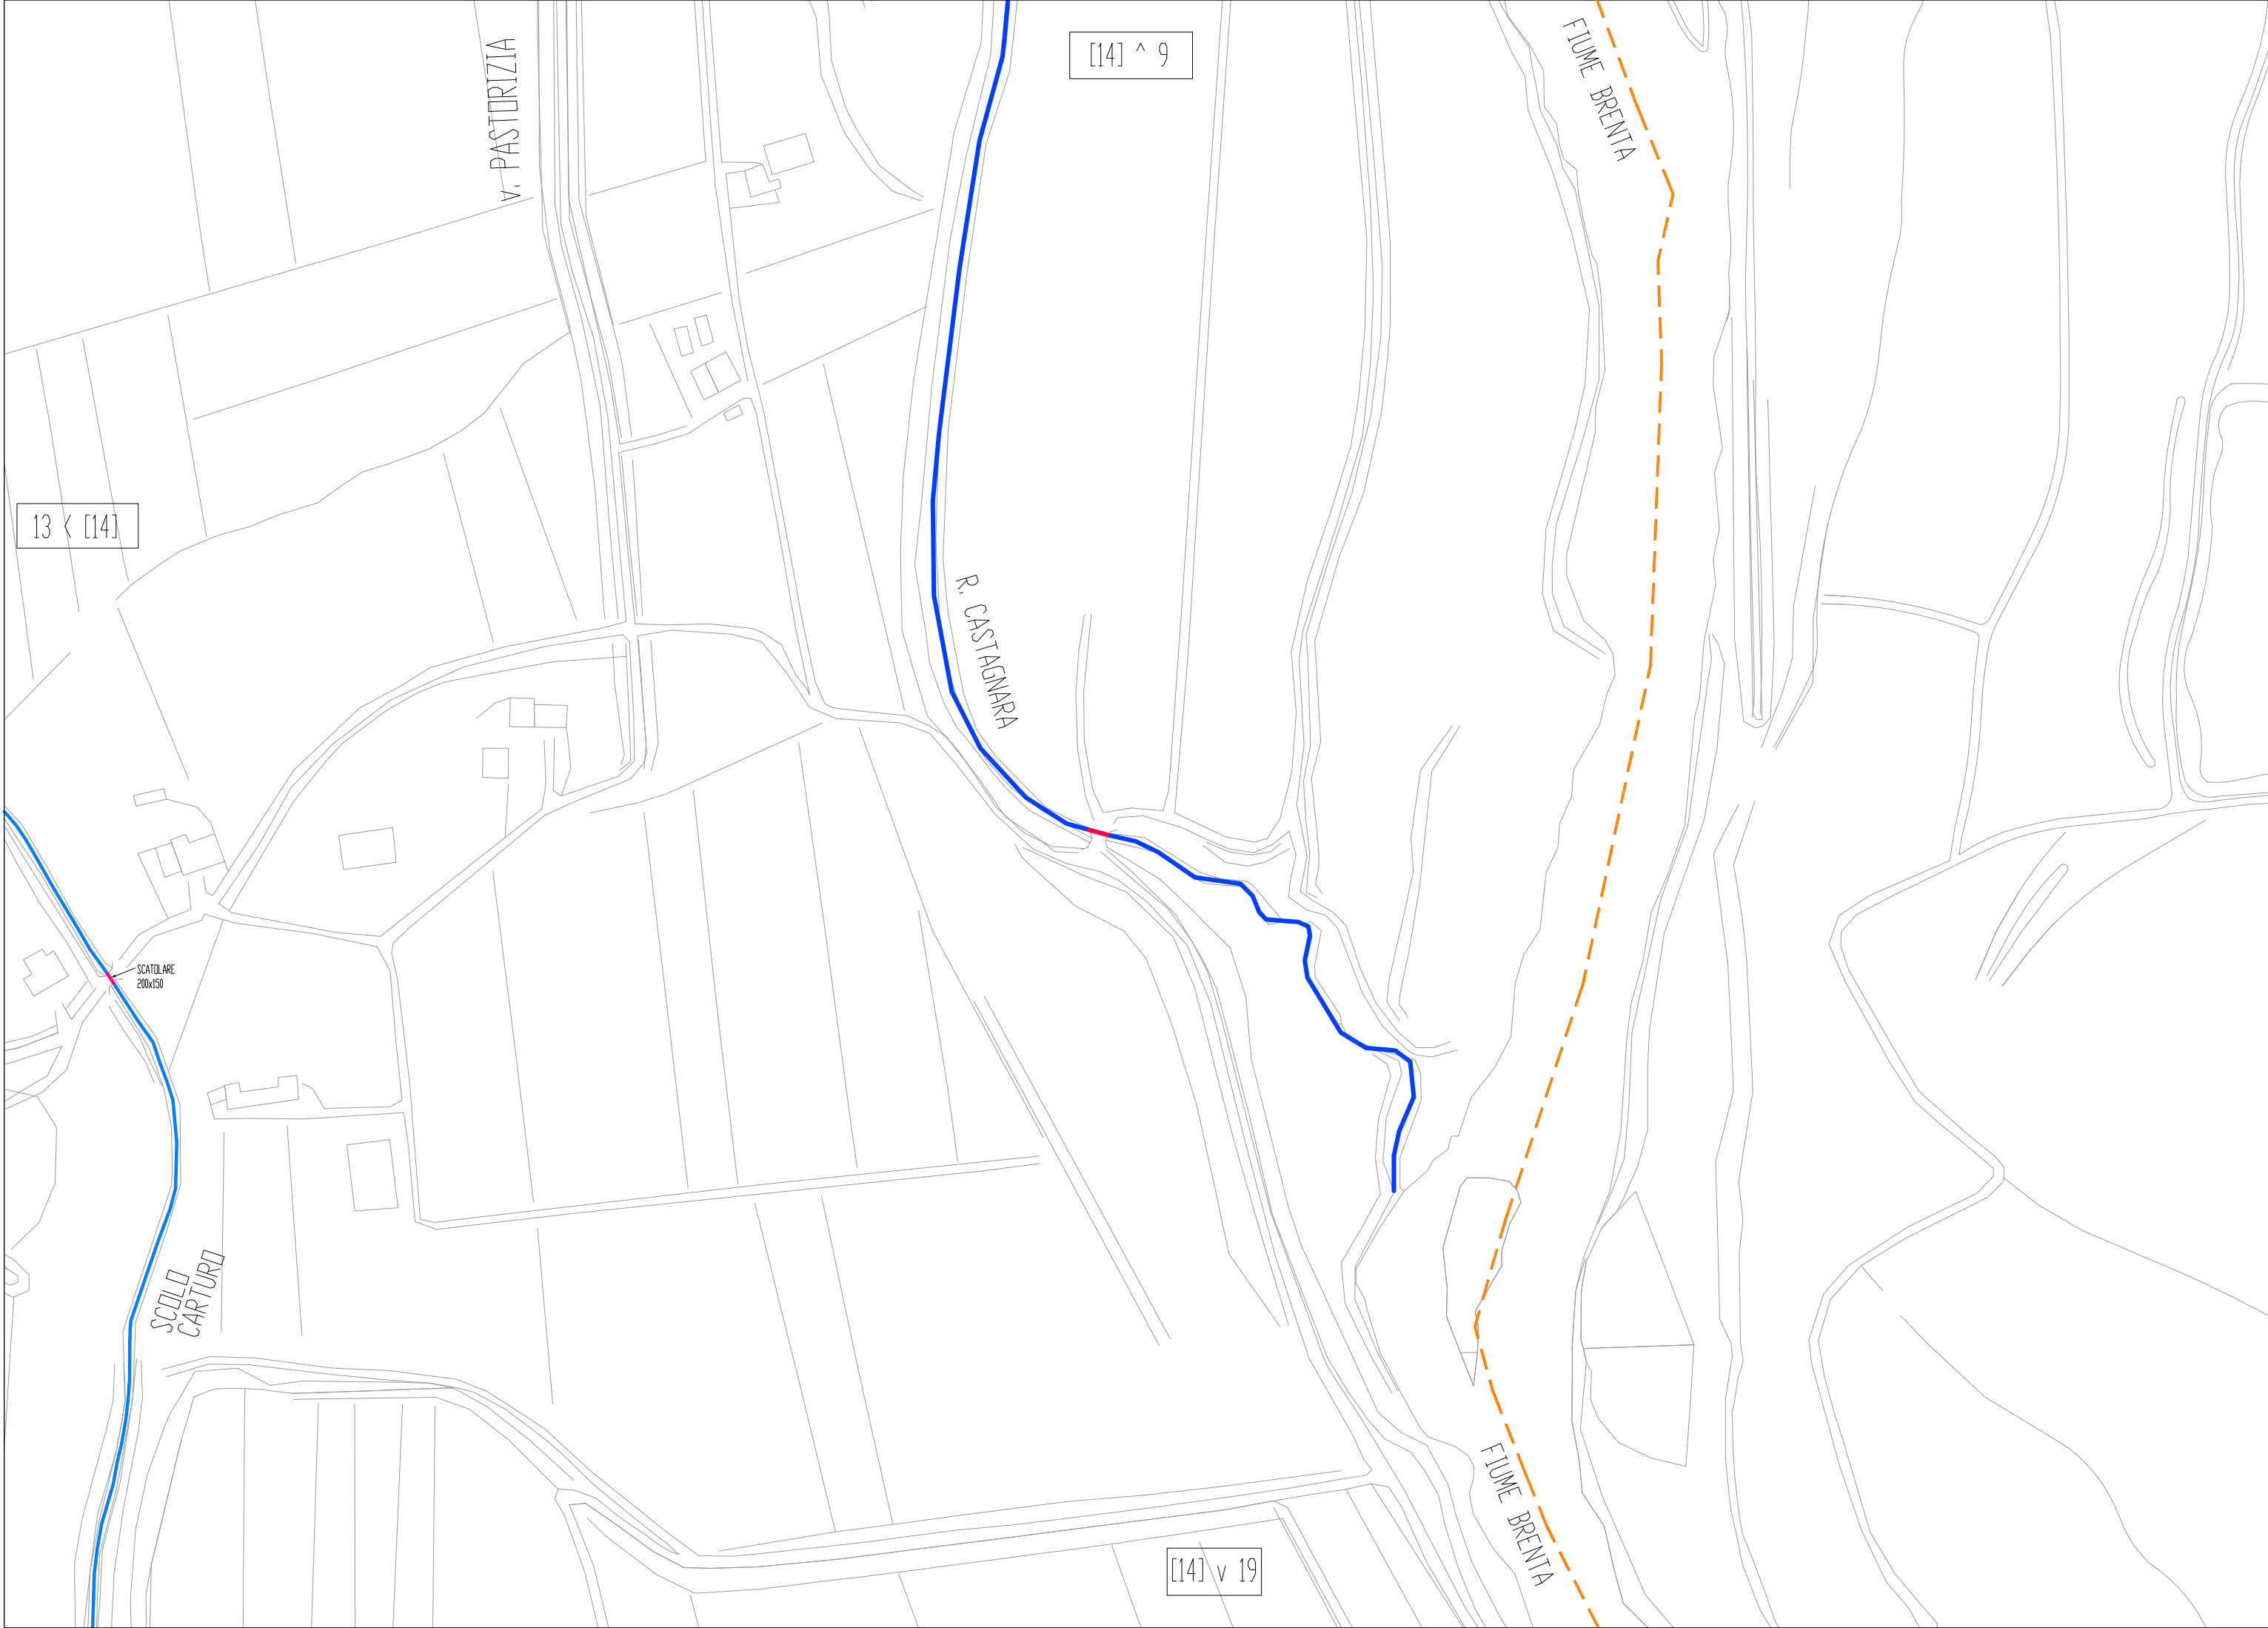 [14] ^ 9
V. PASTORIZIA
FIUME BRENTA
13 < [14]
R. CASTAGNARA
SCATOLARE
200x150
SCOLO
CARTURO
FIUME BRENTA
[14] v 19